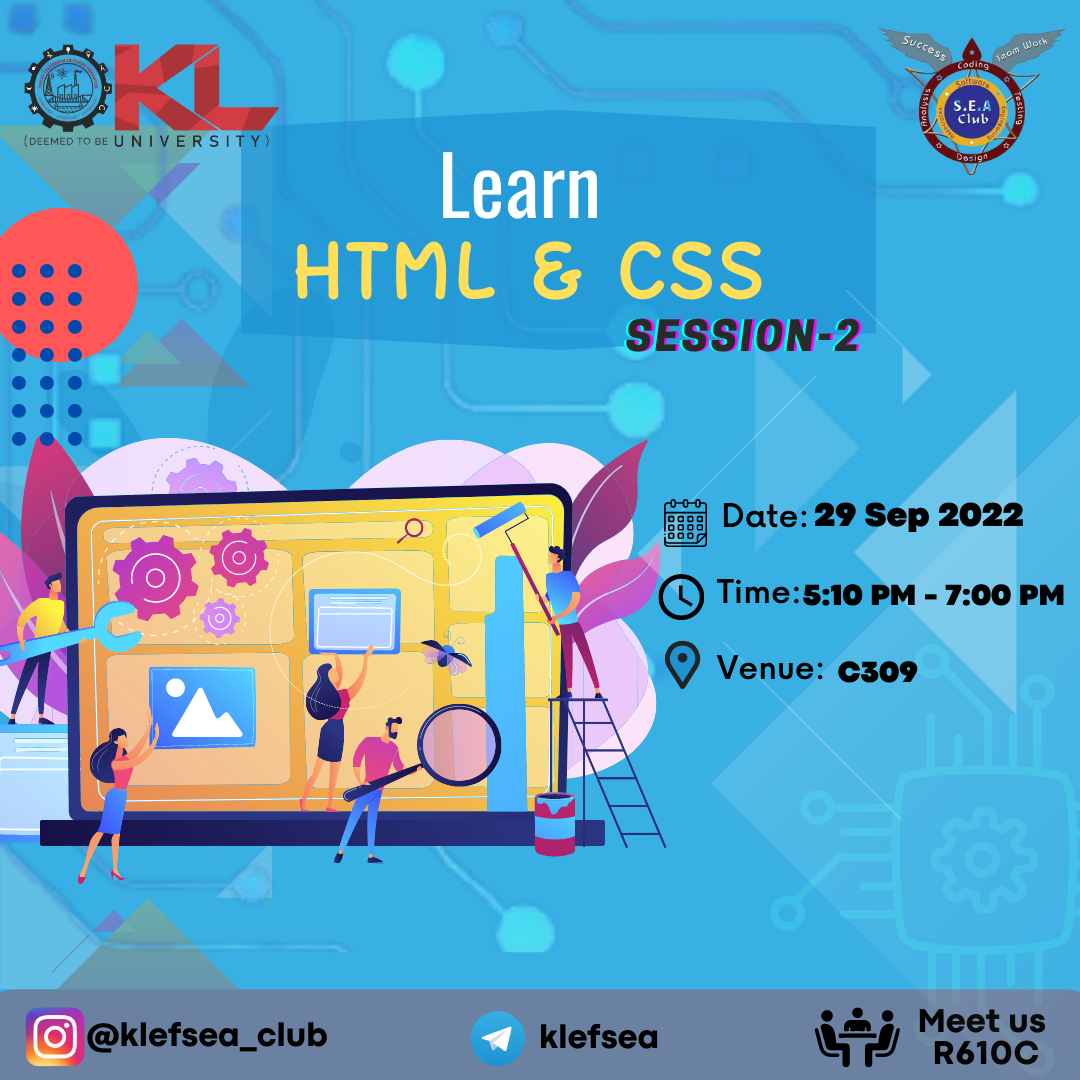 KL
(DEEMED TO BE UNIVERSITY)
Success
Team Work
Coding
Analysis
Testing
Design
Software
Engineering
S.E.A
Club
Learn
HTML & CSS
SESSION-2
Date: 29 Sep 2022
Time: 5:10 PM - 7:00 PM
Venue: C309
@klefsea_club
klefsea
Meet us
R610C